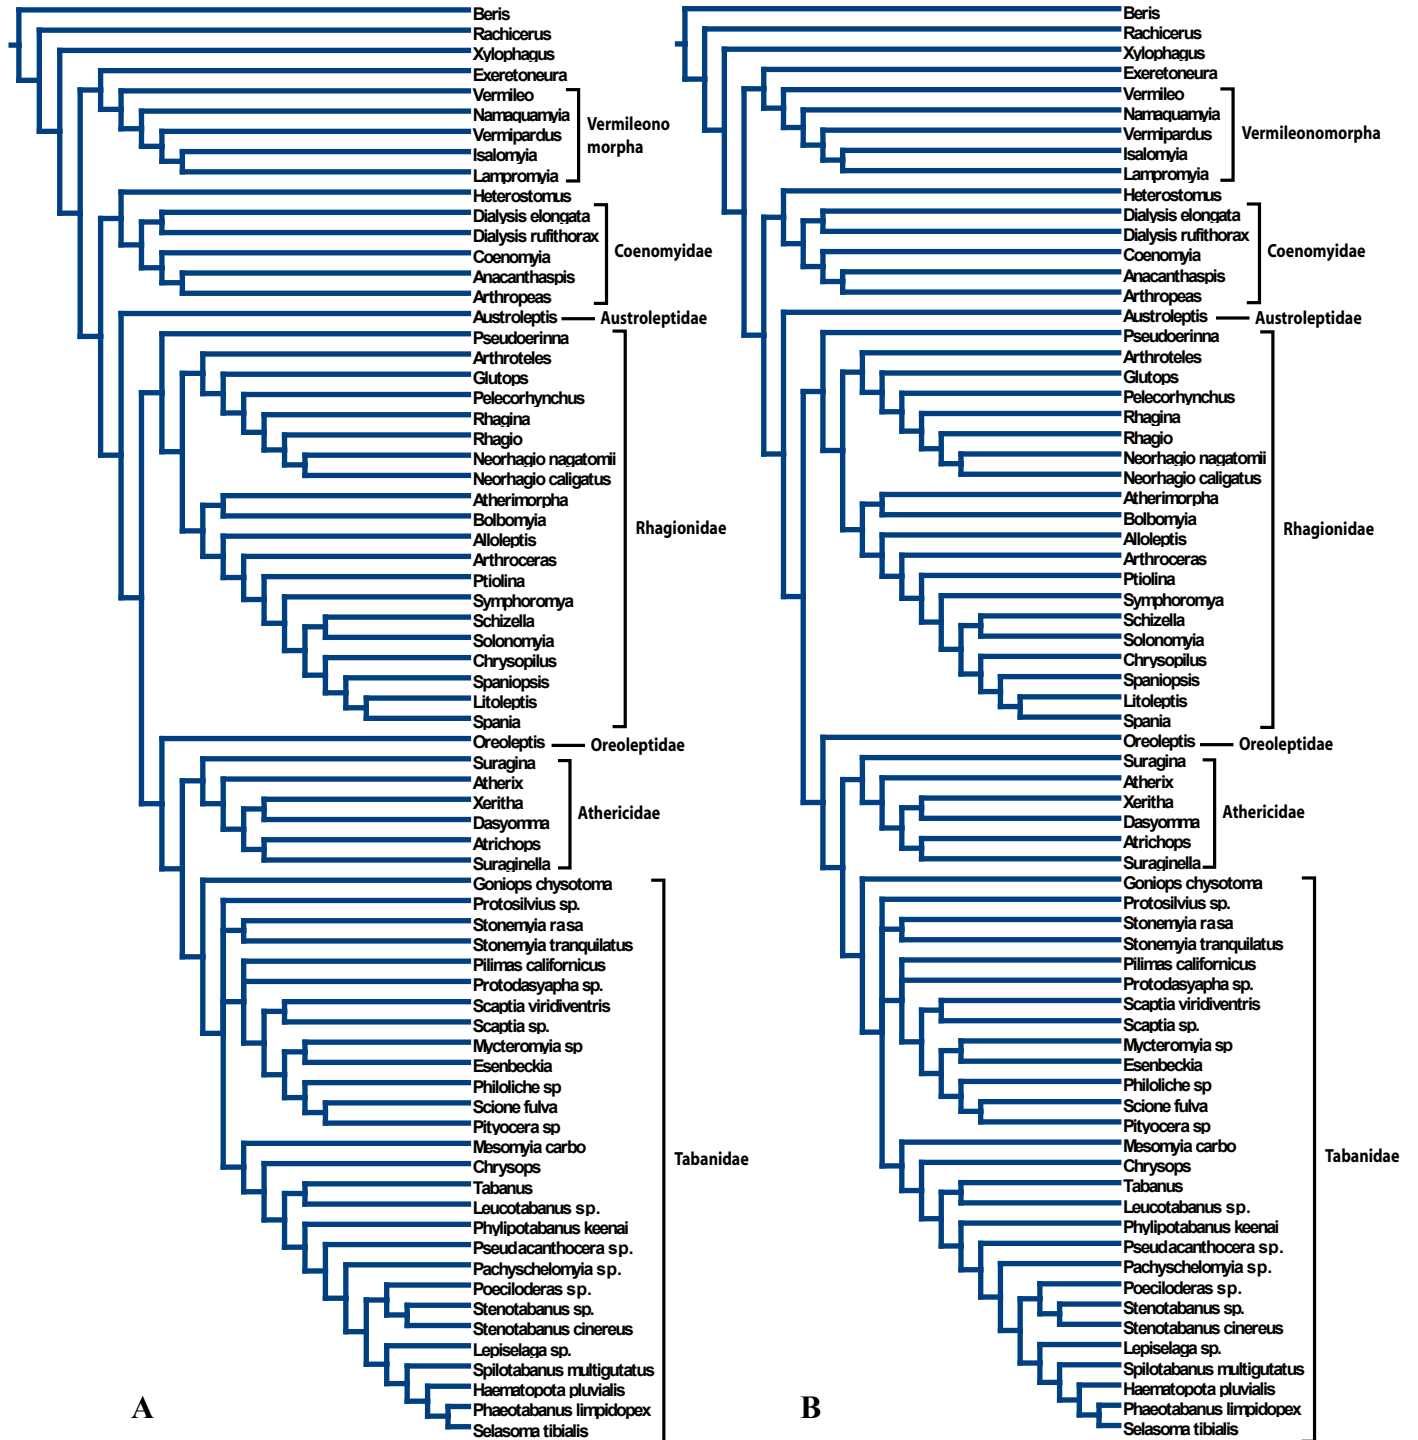 Beris
Rachicerus
Xylophagus
Exeretoneura
Vermileo
Namaquamyia
Vermipardus
Isalomyia
Lampromyia
Vermileono
morpha
Heterostomus
Dialysis elongata
Dialysis rufithorax
Coenomyia
Anacanthaspis
Arthropeas
Coenomyidae
Austroleptis
Austroleptidae
Pseudoerinna
Arthroteles
Glutops
Pelecorhynchus
Rhagina
Rhagio
Neorhagio nagatomii
Neorhagio caligatus
Atherimorpha
Bolbomyia
Alloleptis
Arthroceras
Ptiolina
Symphoromya
Schizella
Solonomyia
Chrysopilus
Spaniopsis
Litoleptis
Spania
Rhagionidae
Oreoleptis
Oreoleptidae
Suragina
Atherix
Xeritha
Dasyomma
Atrichops
Suraginella
Athericidae
Goniops chysotoma
Protosilvius sp.
Stonemyia rasa
Stonemyia tranquilatus
Pilimas californicus
Protodasyapha sp.
Scaptia viridiventris
Scaptia sp.
Mycteromyia sp
Esenbeckia
Philoliche sp
Scione fulva
Pityocera sp
Mesomyia carbo
Chrysops
Tabanus
Leucotabanus sp.
Phylipotabanus keenai
Pseudacanthocera sp.
Pachyschelomyia sp.
Poeciloderas sp.
Stenotabanus sp.
Stenotabanus cinereus
Lepiselaga sp.
Spilotabanus multigutatus
Haematopota pluvialis
Phaeotabanus limpidopex
Selasoma tibialis
Tabanidae
A
Beris
Rachicerus
Xylophagus
Exeretoneura
Vermileo
Namaquamyia
Vermipardus
Isalomyia
Lampromyia
Vermileonomorpha
Heterostomus
Dialysis elongata
Dialysis rufithorax
Coenomyia
Anacanthaspis
Arthropeas
Coenomyidae
Austroleptis
Austroleptidae
Pseudoerinna
Arthroteles
Glutops
Pelecorhynchus
Rhagina
Rhagio
Neorhagio nagatomii
Neorhagio caligatus
Atherimorpha
Bolbomyia
Alloleptis
Arthroceras
Ptiolina
Symphoromya
Schizella
Solonomyia
Chrysopilus
Spaniopsis
Litoleptis
Spania
Rhagionidae
Oreoleptis
Oreoleptidae
Suragina
Atherix
Xeritha
Dasyomma
Atrichops
Suraginella
Athericidae
Goniops chysotoma
Protosilvius sp.
Stonemyia rasa
Stonemyia tranquilatus
Pilimas californicus
Protodasyapha sp.
Scaptia viridiventris
Scaptia sp.
Mycteromyia sp
Esenbeckia
Philoliche sp
Scione fulva
Pityocera sp
Mesomyia carbo
Chrysops
Tabanus
Leucotabanus sp.
Phylipotabanus keenai
Pseudacanthocera sp.
Pachyschelomyia sp.
Poeciloderas sp.
Stenotabanus sp.
Stenotabanus cinereus
Lepiselaga sp.
Spilotabanus multigutatus
Haematopota pluvialis
Phaeotabanus limpidopex
Selasoma tibialis
Tabanidae
B